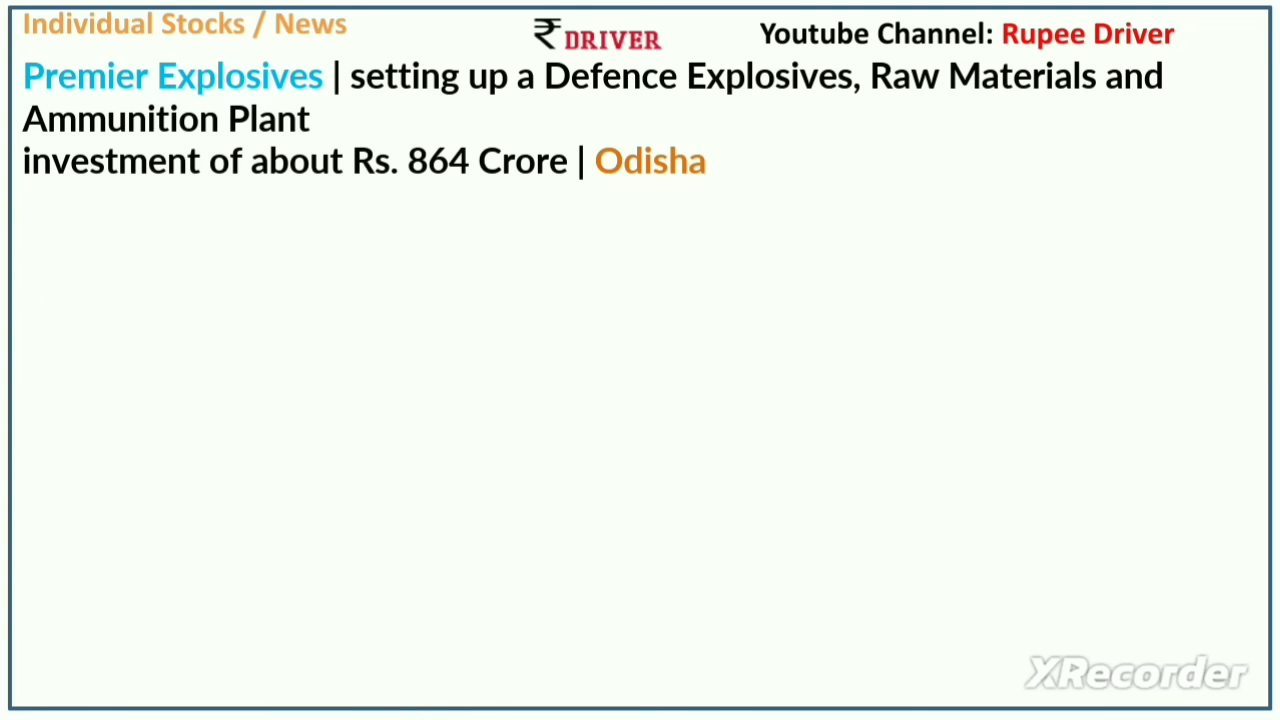 Individual Stocks / News
₹ DRIVER
Youtube Channel: Rupee Driver
Premier Explosives | setting up a Defence Explosives, Raw Materials and
Ammunition Plant
investment of about Rs. 864 Crore | Odisha
XRecorder